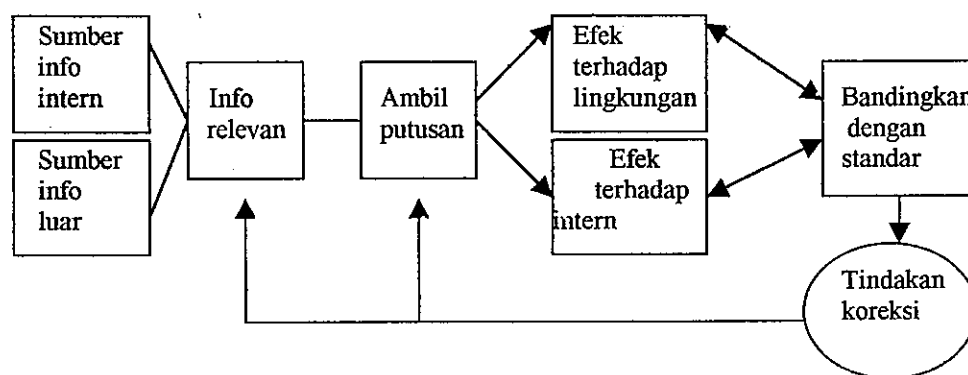 Sumber
info
intern
Sumber
info
luar
Info
relevan
Ambil
putusan
Efek
terhadap
lingkungan
Efek
terhadap
intern
Bandingkan
dengan
standar
Tindakan
koreksi